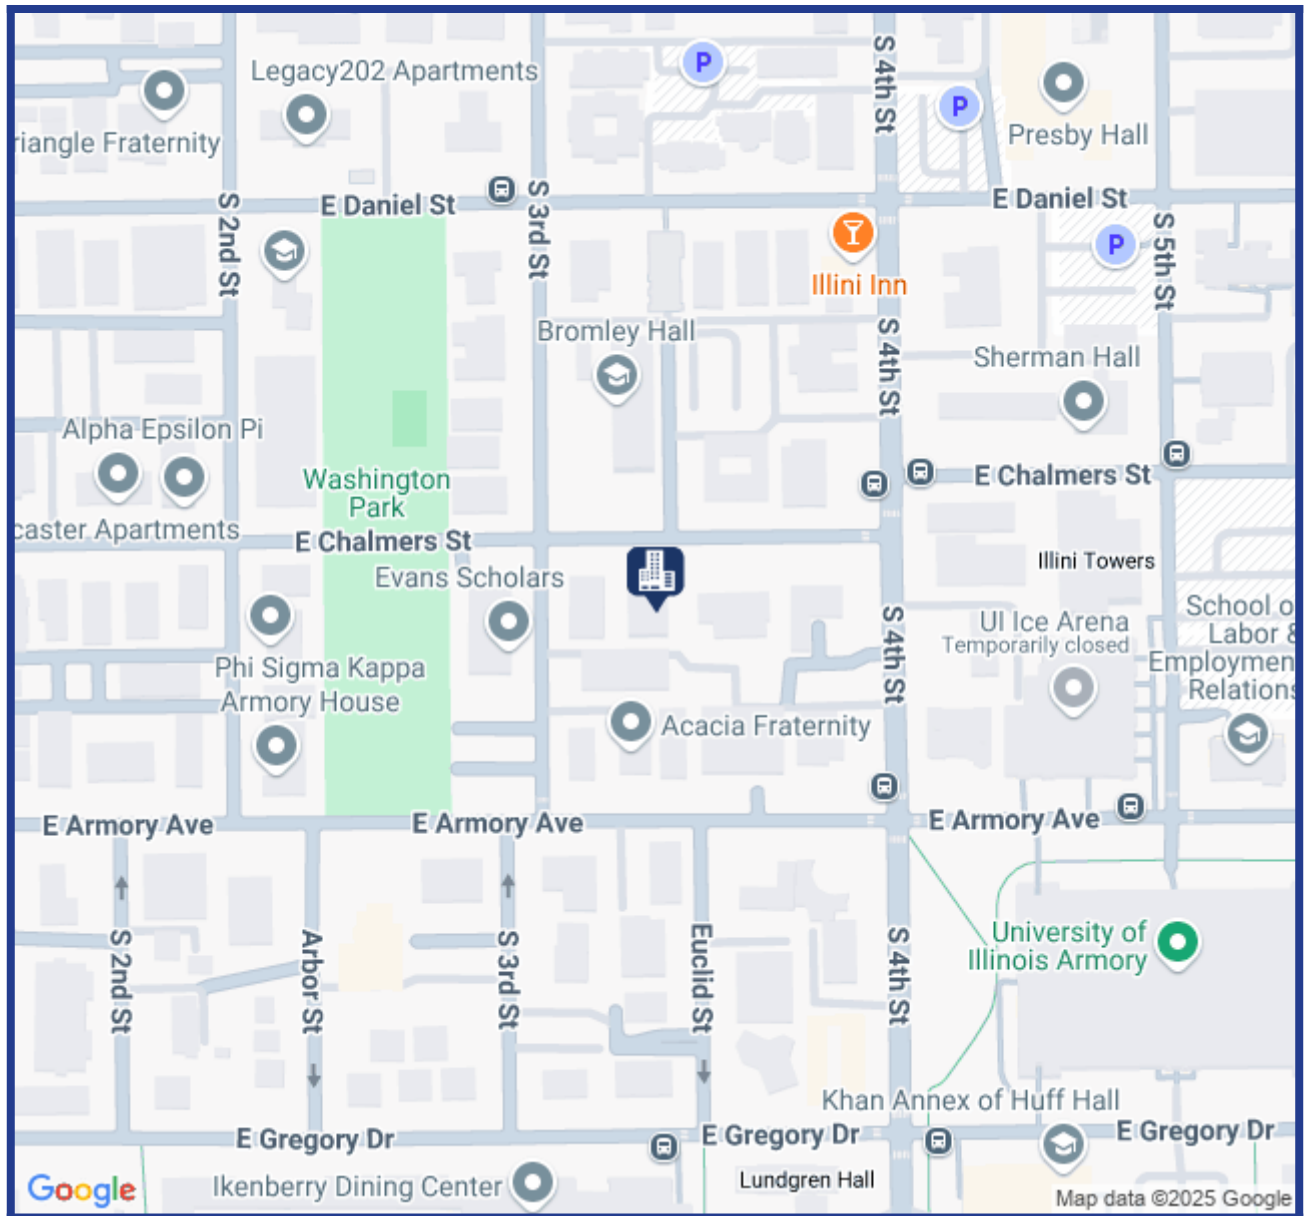 S 4th St
P
Legacy202 Apartments
P
riangle Fraternity
Presby Hall
E Daniel St
E Daniel St
S 2nd St
S 3rd St
S 5th St
P
Illini Inn
Bromley Hall
S 4th St
Sherman Hall
Alpha Epsilon Pi
Washington
Park
E Chalmers St
caster Apartments
E Chalmers St
Illini Towers
Evans Scholars
School o
Labor &
Employmen
Relations
UI Ice Arena
Temporarily closed
S 4th St
Phi Sigma Kappa
Armory House
Acacia Fraternity
E Armory Ave
E Armory Ave
E Armory Ave
S 2nd St
Arbor St
S 3rd St
Euclid St
S 4th St
University of
Illinois Armory
Khan Annex of Huff Hall
E Gregory Dr
E Gregory Dr
E Gregory Dr
Google
Ikenberry Dining Center
Lundgren Hall
Map data ©2025 Google